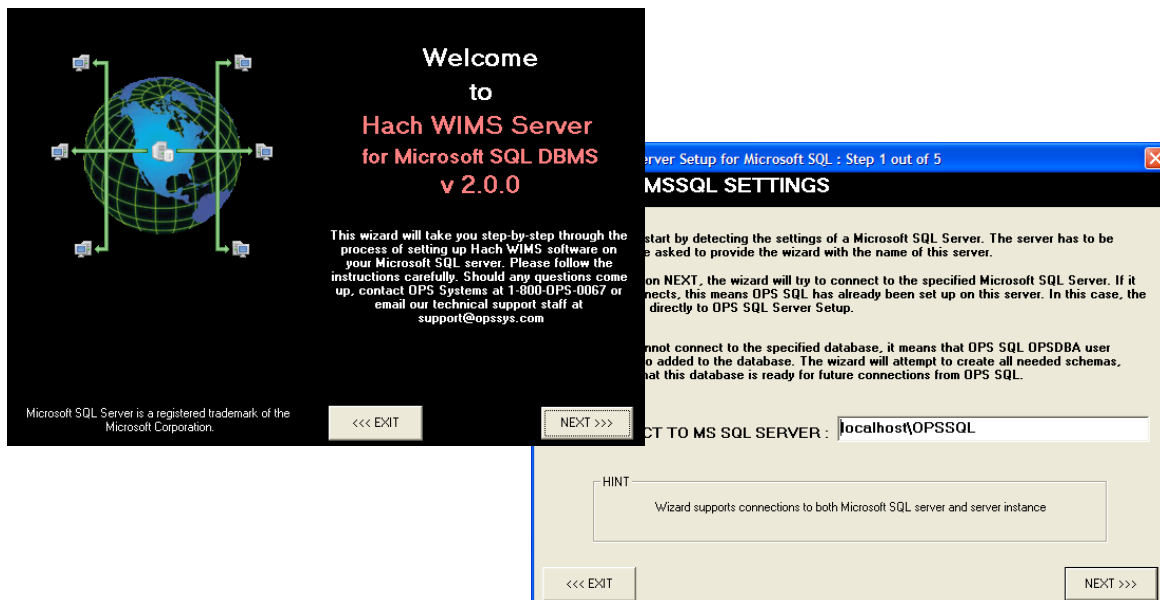 Welcome
to
Hach WIMS Server
for Microsoft SQL DBMS
v 2.0.0
This wizard will take you step-by-step through the
process of setting up Hach WIMS software on
your Microsoft SQL server. Please follow the
instructions carefully. Should any questions come
up, contact OPS Systems at 1-800-OPS-0067 or
email our technical support staff at
support@opssys.com
Microsoft SQL Server is a registered trademark of the
Microsoft Corporation.
<<< EXIT
NEXT >>>
erver Setup for Microsoft SQL : Step 1 out of 5
MSSQL SETTINGS
start by detecting the settings of a Microsoft SQL Server. The server has to be
e asked to provide the wizard with the name of this server.
on NEXT, the wizard will try to connect to the specified Microsoft SQL Server. If it
nects, this means OPS SQL has already been set up on this server. In this case, the
directly to OPS SQL Server Setup.
nnot connect to the specified database, it means that OPS SQL OPSDBA user
o added to the database. The wizard will attempt to create all needed schemas,
hat this database is ready for future connections from OPS SQL.
CT TO MS SQL SERVER : localhost\OPSSQL
HINT
Wizard supports connections to both Microsoft SQL server and server instance
<<< EXIT
NEXT >>>